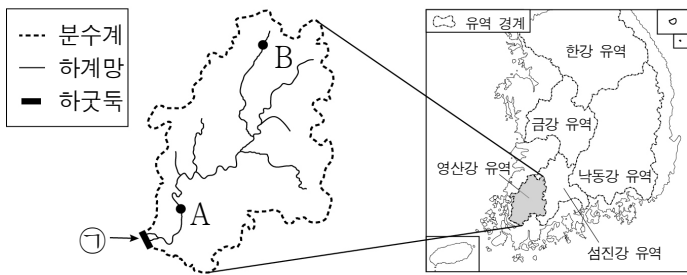 분수계
하계망
하굿둑
B
A
㉠
유역 경계
한강 유역
금강 유역
영산강 유역
낙동강 유역
섬진강 유역